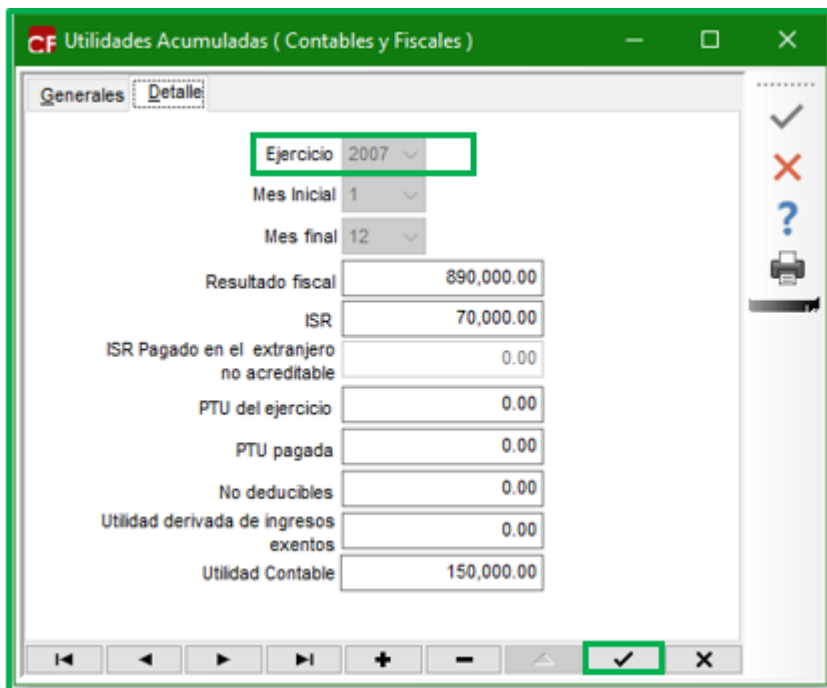 CF Utilidades Acumuladas ( Contables y Fiscales )
Generales Detalle
Ejercicio 2007
Mes Inicial 1
Mes final 12
Resultado fiscal 890,000.00
ISR 70,000.00
ISR Pagado en el extranjero
no acreditable 0.00
PTU del ejercicio 0.00
PTU pagada 0.00
No deducibles 0.00
Utilidad derivada de ingresos
exentos 0.00
Utilidad Contable 150,000.00